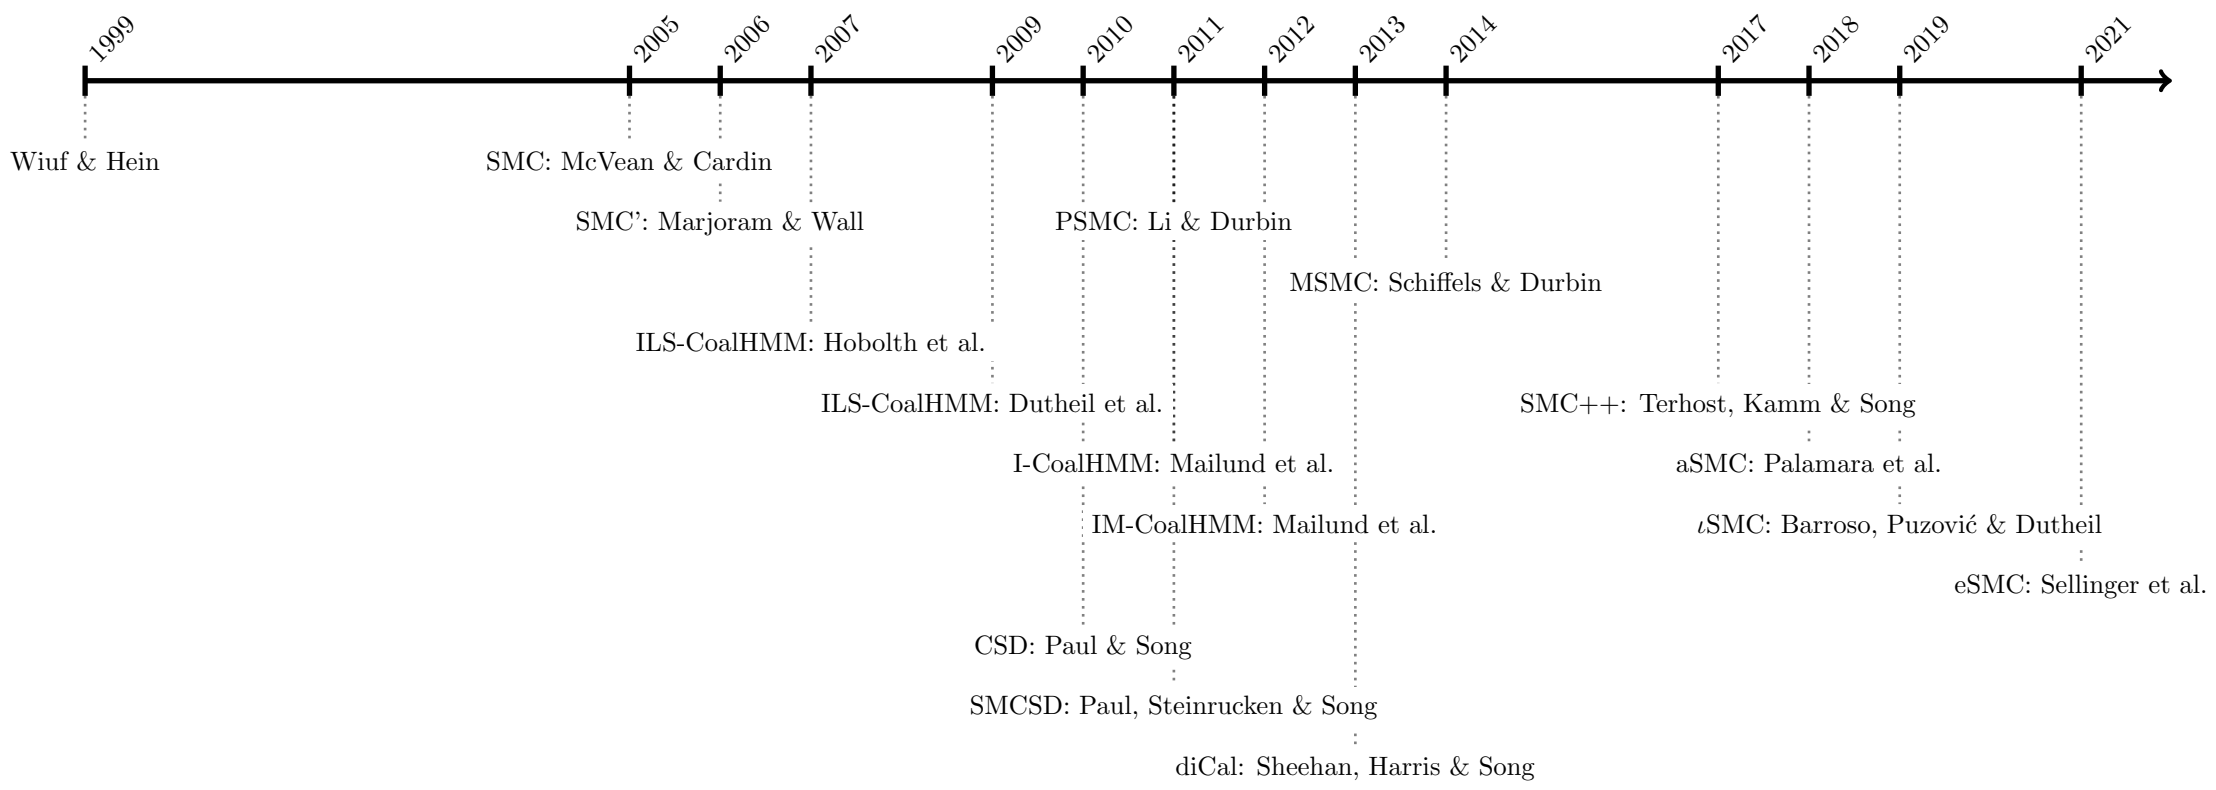 1999
2005
2006
2007
2009
2010
2011
2012
2013
2014
2017
2018
2019
2021
Wiuf & Hein
SMC: McVean & Cardin
SMC’: Marjoram & Wall
PSMC: Li & Durbin
MSMC: Schiffels & Durbin
ILS-CoalHMM: Hobolth et al.
ILS-CoalHMM: Dutheil et al.
SMC++: Terhost, Kamm & Song
I-CoalHMM: Mailund et al.
aSMC: Palamara et al.
IM-CoalHMM: Mailund et al.
ιSMC: Barroso, Puzović & Dutheil
eSMC: Sellinger et al.
CSD: Paul & Song
SMCSD: Paul, Steinrucken & Song
diCal: Sheehan, Harris & Song